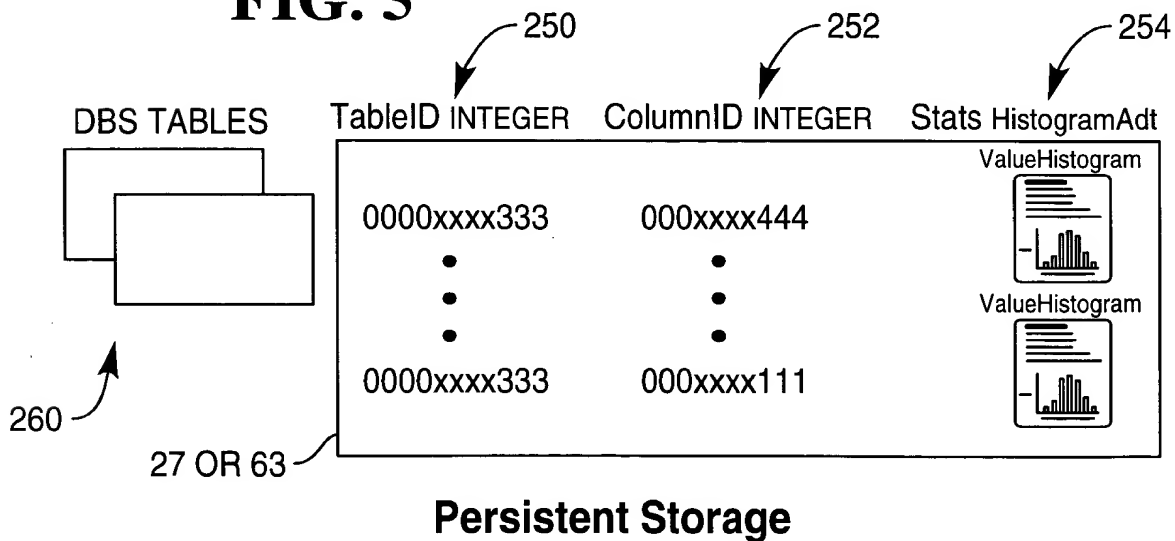 FIG. 5
250
252
254
DBS TABLES
TableID INTEGER
ColumnID INTEGER
Stats HistogramAdt
ValueHistogram
0000xxxx333
000xxxx444
ValueHistogram
0000xxxx333
000xxxx111
260
27 OR 63
Persistent Storage